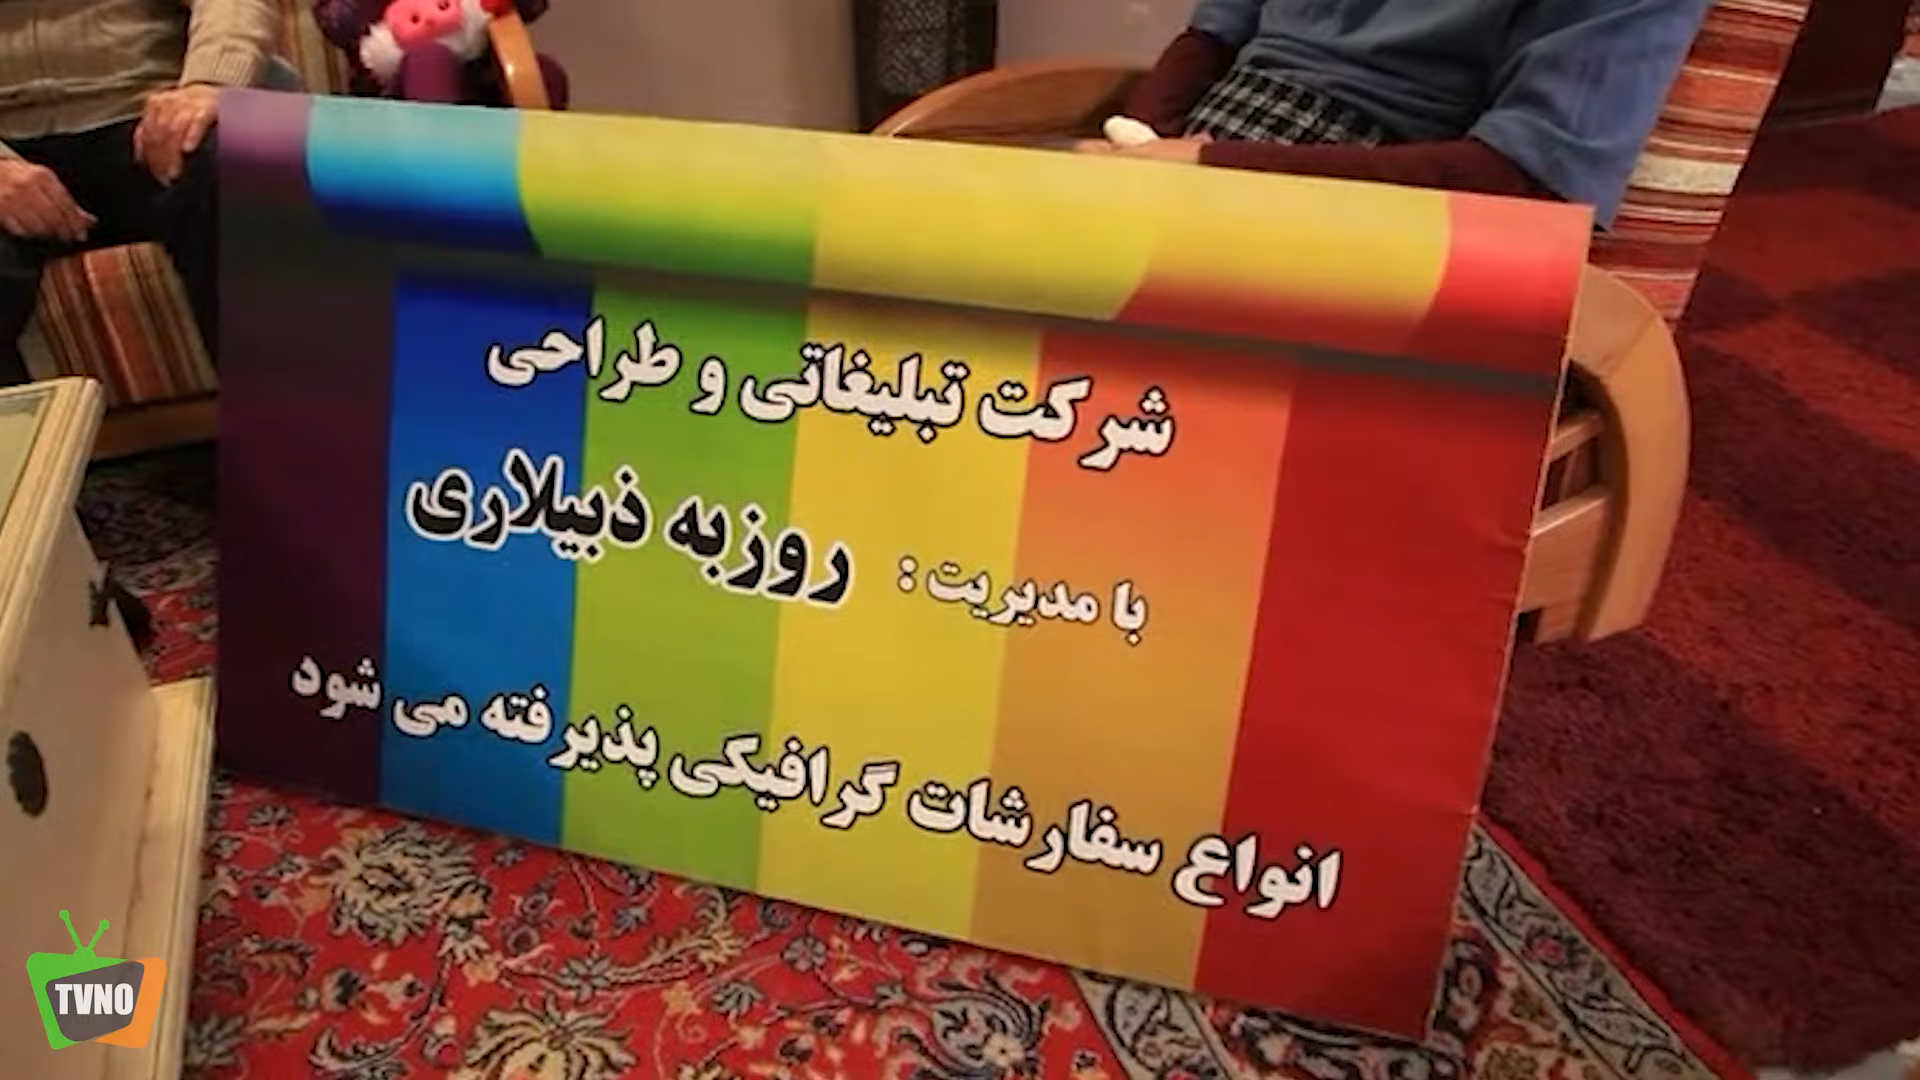 شرکت تبلیغاتی و طراحی
با مدیریت : روزبه ذبیلاری
انواع سفارشات گرافیکی پذیرفته می شود
TVNO